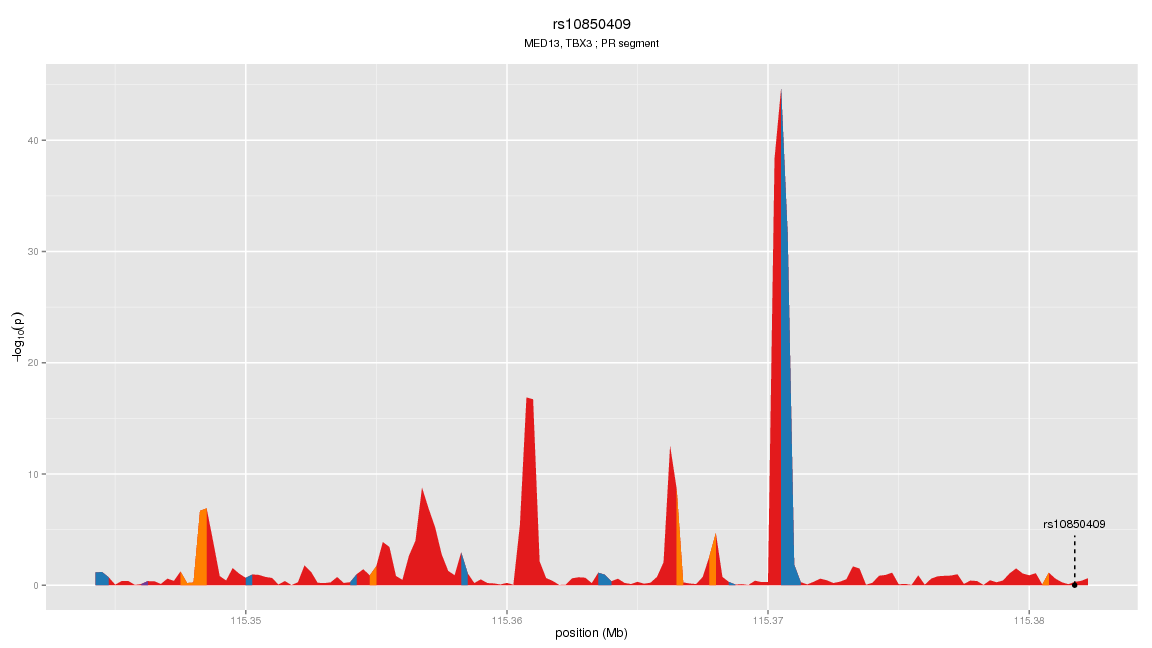 rs10850409
MED13, TBX3 ; PR segment
−log10(p)
40
30
20
10
0
rs10850409
115.35
115.36
115.37
115.38
position (Mb)